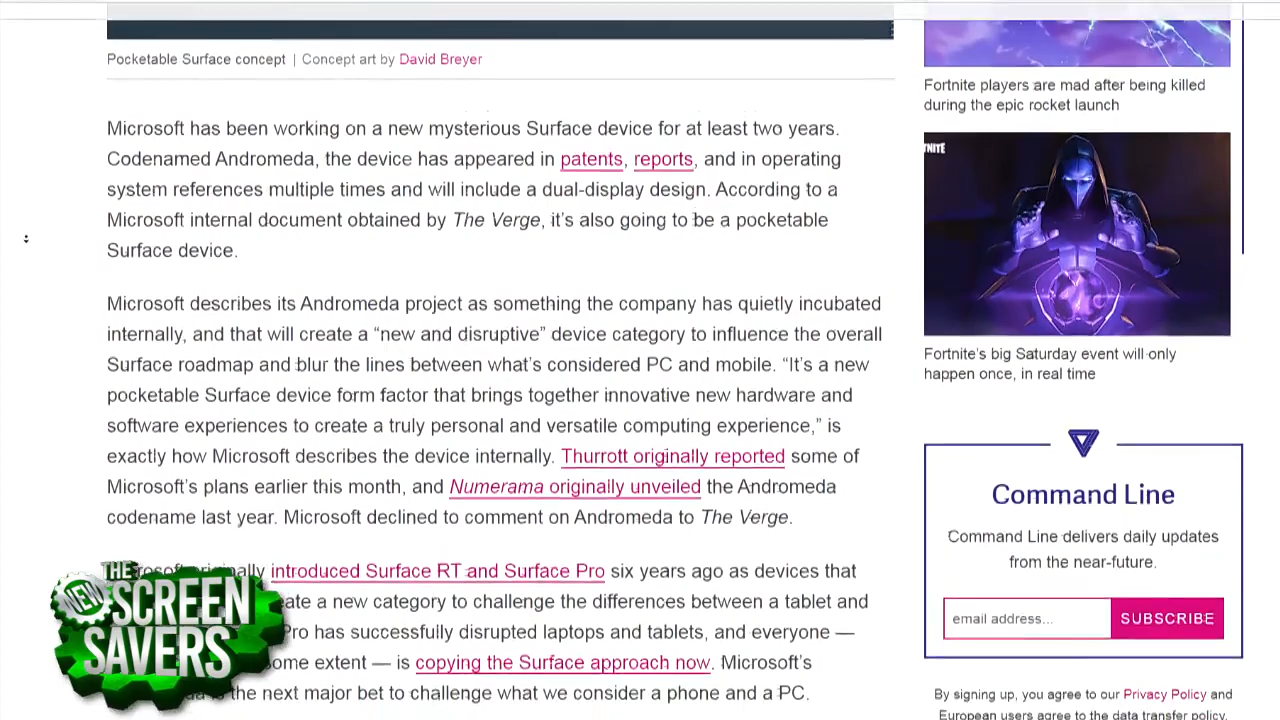 Pocketable Surface concept | Concept art by David Breyer
Microsoft has been working on a new mysterious Surface device for at least two years.
Codenamed Andromeda, the device has appeared in patents, reports, and in operating
system references multiple times and will include a dual-display design. According to a
Microsoft internal document obtained by The Verge, it’s also going to be a pocketable
Surface device.
Microsoft describes its Andromeda project as something the company has quietly incubated
internally, and that will create a “new and disruptive” device category to influence the overall
Surface roadmap and blur the lines between what’s considered PC and mobile. “It’s a new
pocketable Surface device form factor that brings together innovative new hardware and
software experiences to create a truly personal and versatile computing experience,” is
exactly how Microsoft describes the device internally. Thurrott originally reported some of
Microsoft’s plans earlier this month, and Numerama originally unveiled the Andromeda
codename last year. Microsoft declined to comment on Andromeda to The Verge.
introduced Surface RT and Surface Pro six years ago as devices that
a new category to challenge the differences between a tablet and
Pro has successfully disrupted laptops and tablets, and everyone —
extent — is copying the Surface approach now. Microsoft’s
the next major bet to challenge what we consider a phone and a PC.
THE
NEW
SCREEN
SAVERS
Fortnite players are mad after being killed
during the epic rocket launch
NITE
Fortnite’s big Saturday event will only
happen once, in real time
Command Line
Command Line delivers daily updates
from the near-future.
email address...
SUBSCRIBE
By signing up, you agree to our Privacy Policy and
European users agree to the data transfer policy.